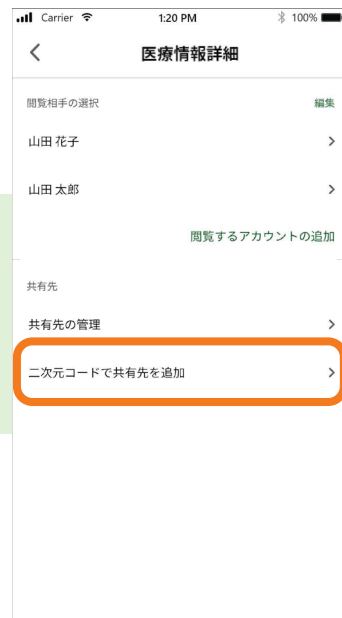 Carrier 1:20 PM 100%
医療情報詳細
閲覧相手の選択 編集
山田 花子
山田 太郎
閲覧するアカウントの追加
共有先
共有先の管理
二次元コードで共有先を追加